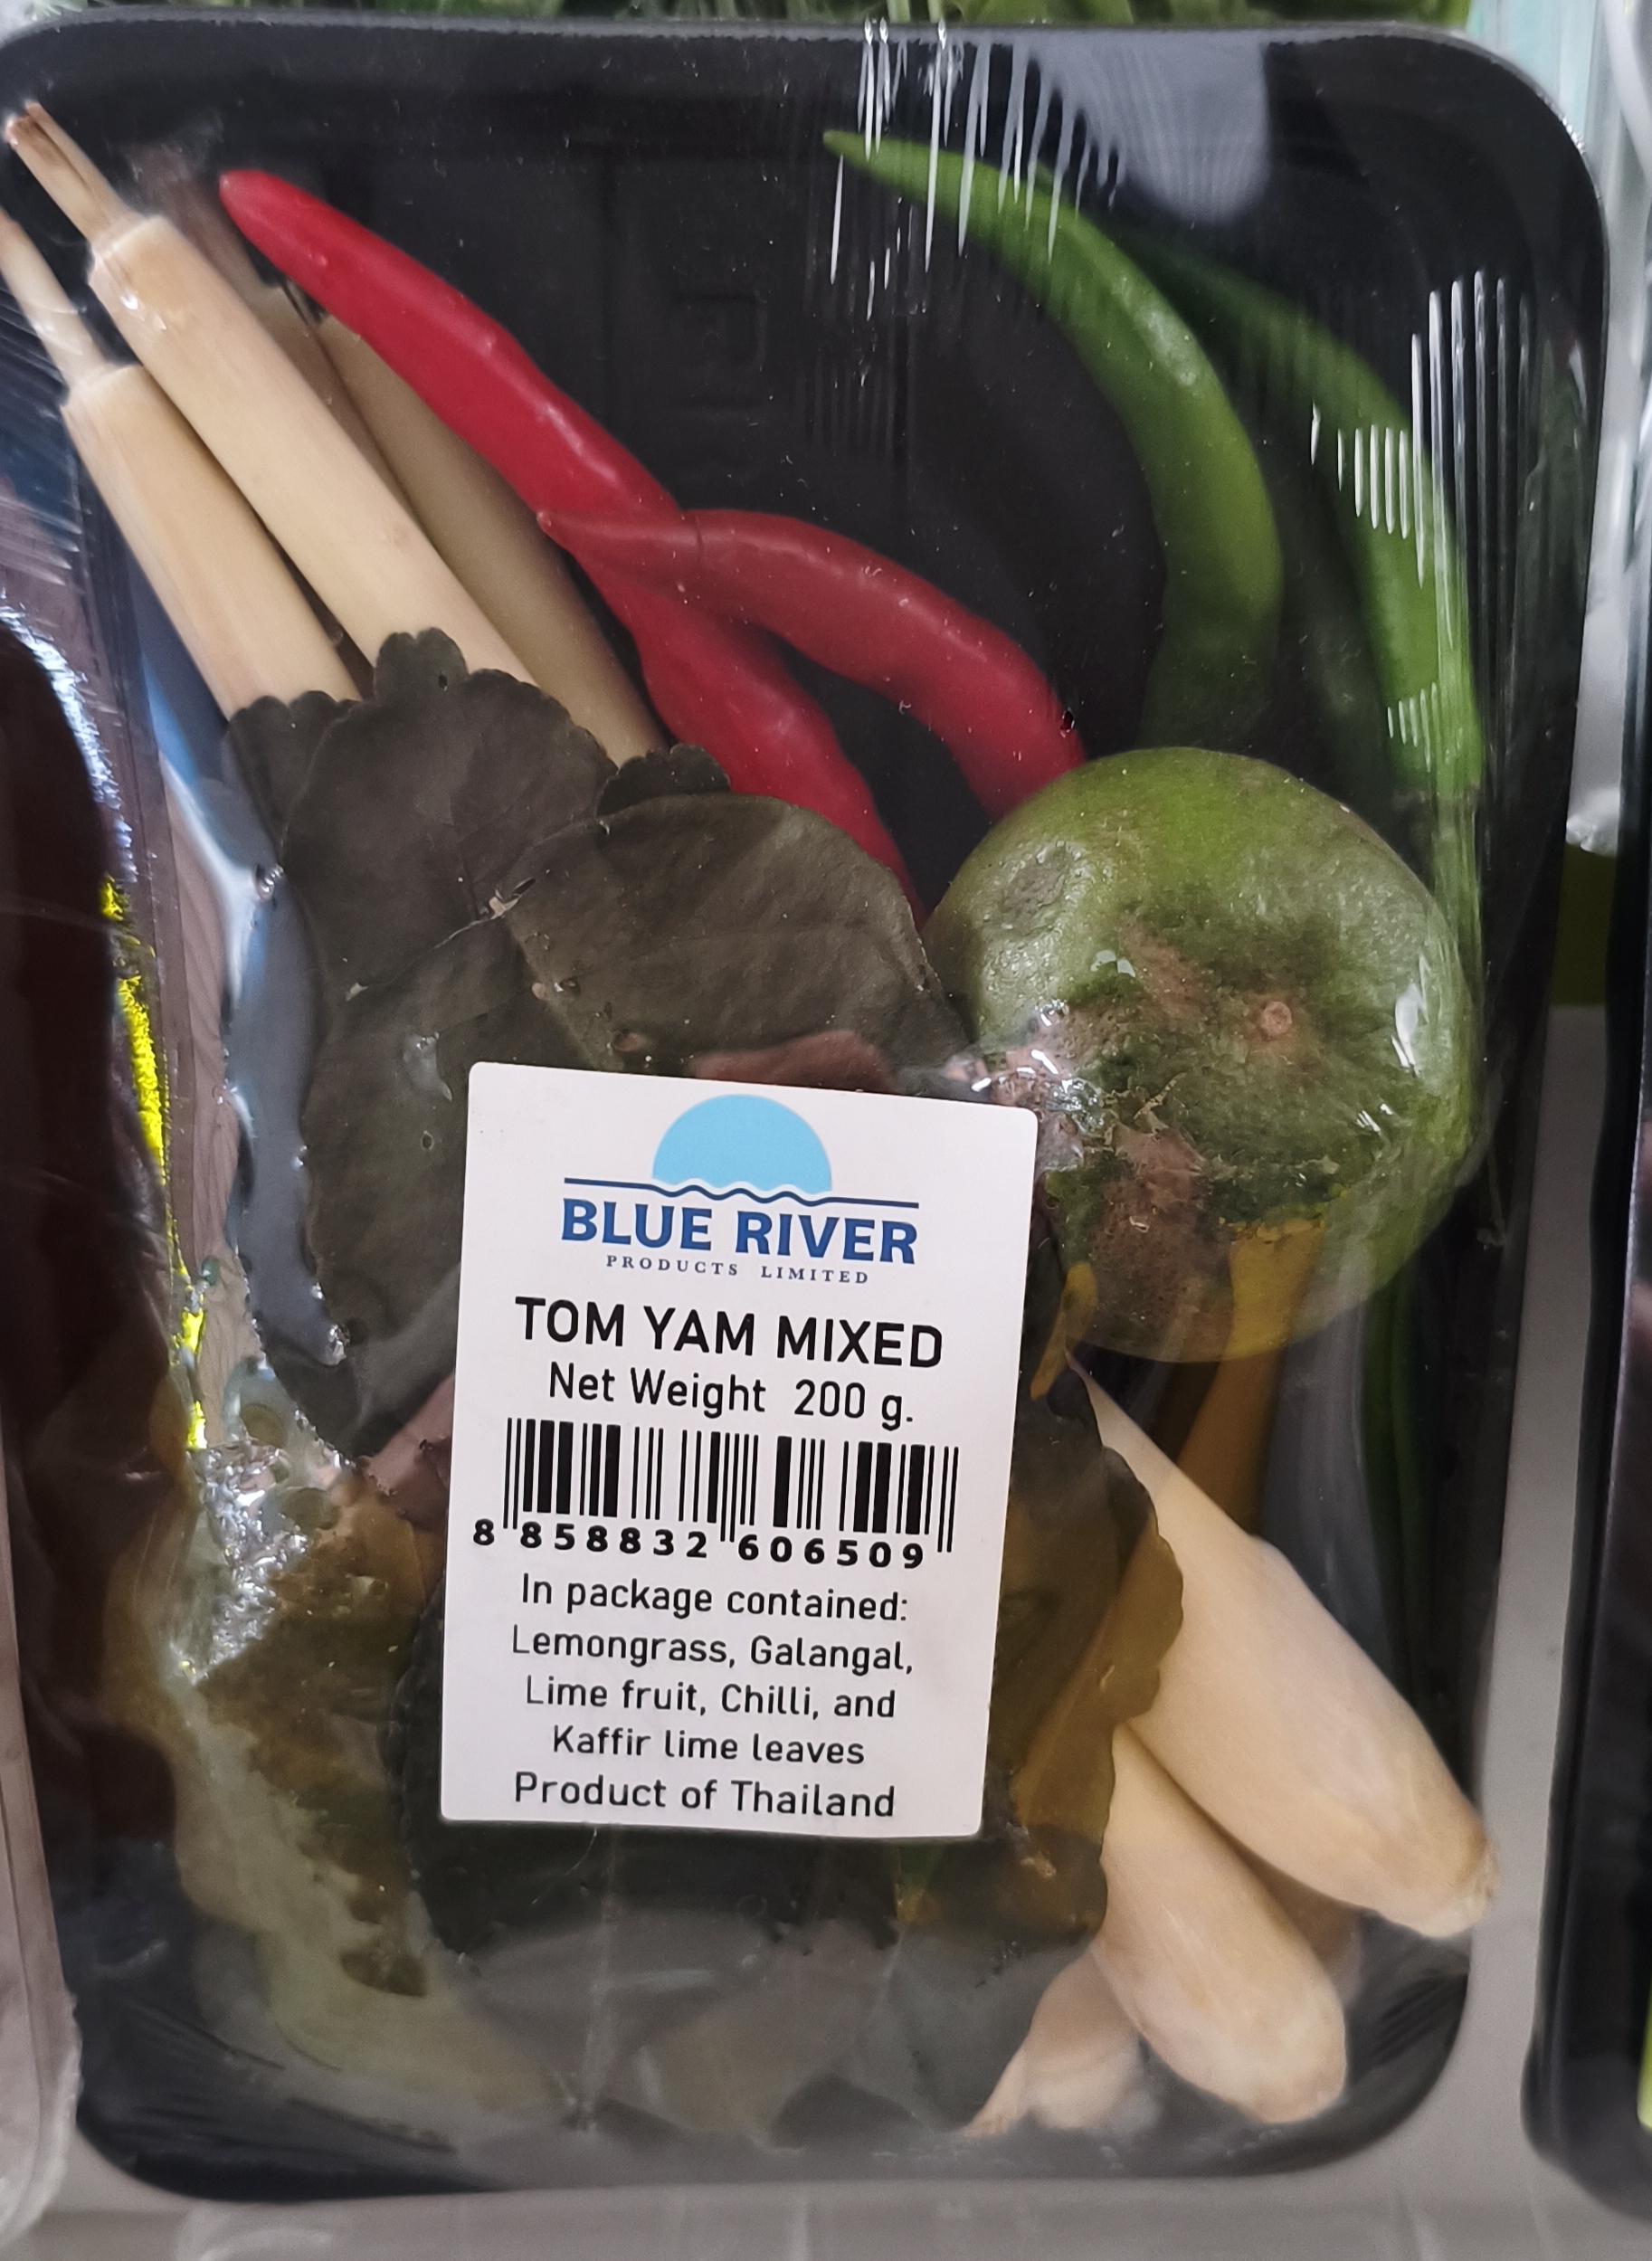 BLUE RIVER
PRODUCTS LIMITED
TOM YAM MIXED
Net Weight 200 g.
8 858832 606509
In package contained:
Lemongrass, Galangal,
Lime fruit, Chilli, and
Kaffir lime leaves
Product of Thailand